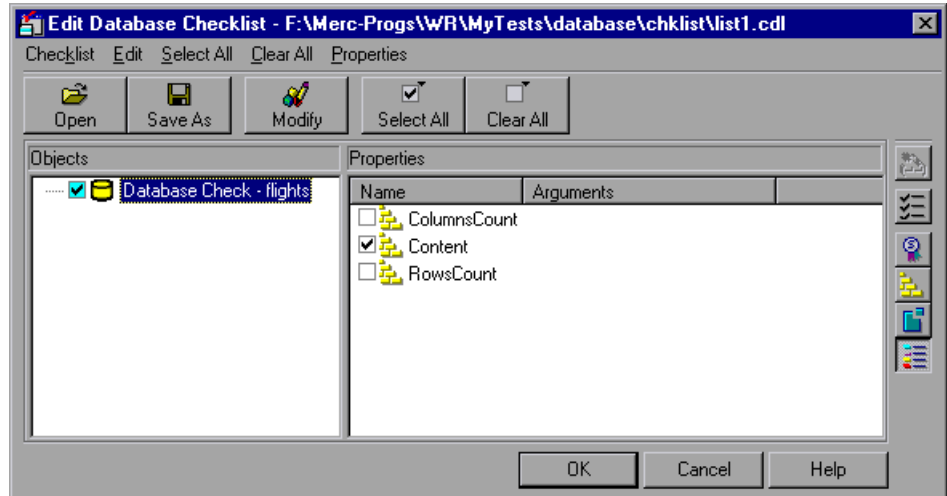 Edit Database Checklist - F:\Merc-Progs\WR\MyTests\database\chklist\list1.cdl
Checklist Edit Select All Clear All Properties
Open Save As Modify Select All Clear All
Objects Properties
Database Check - flights Name Arguments
ColumnsCount
Content
RowsCount
OK Cancel Help